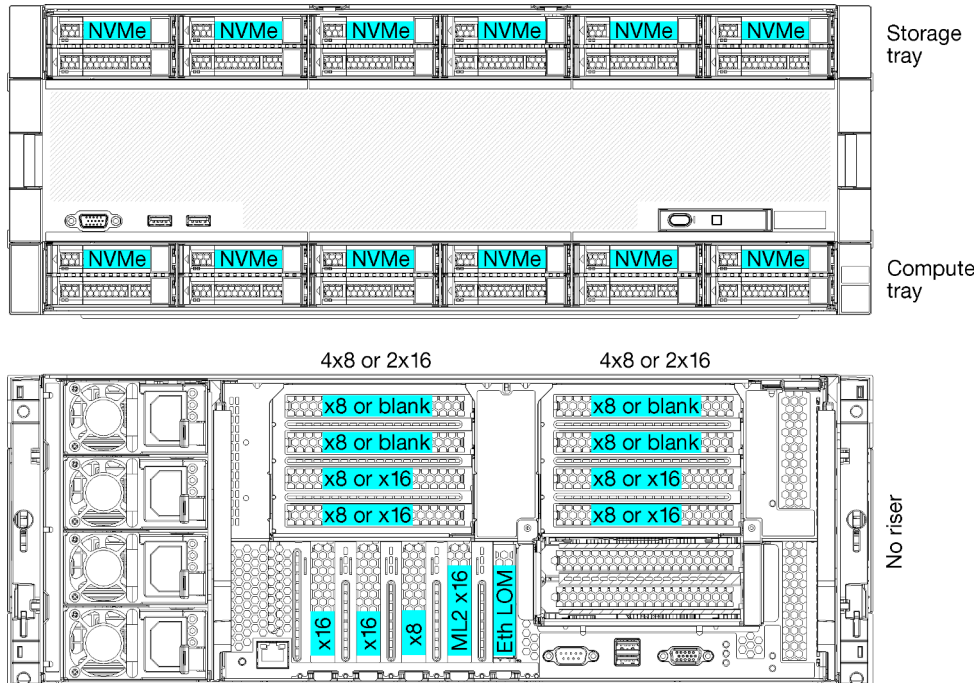 NVMe NVMe NVMe NVMe NVMe NVMe
Storage
tray
NVMe NVMe NVMe NVMe NVMe NVMe
Compute
tray
4x8 or 2x16 4x8 or 2x16
x8 or blank x8 or blank
x8 or blank x8 or blank
x8 or x16 x8 or x16
x8 or x16 x8 or x16
x16
x16
x8
ML2 x16
Eth LOM
No riser